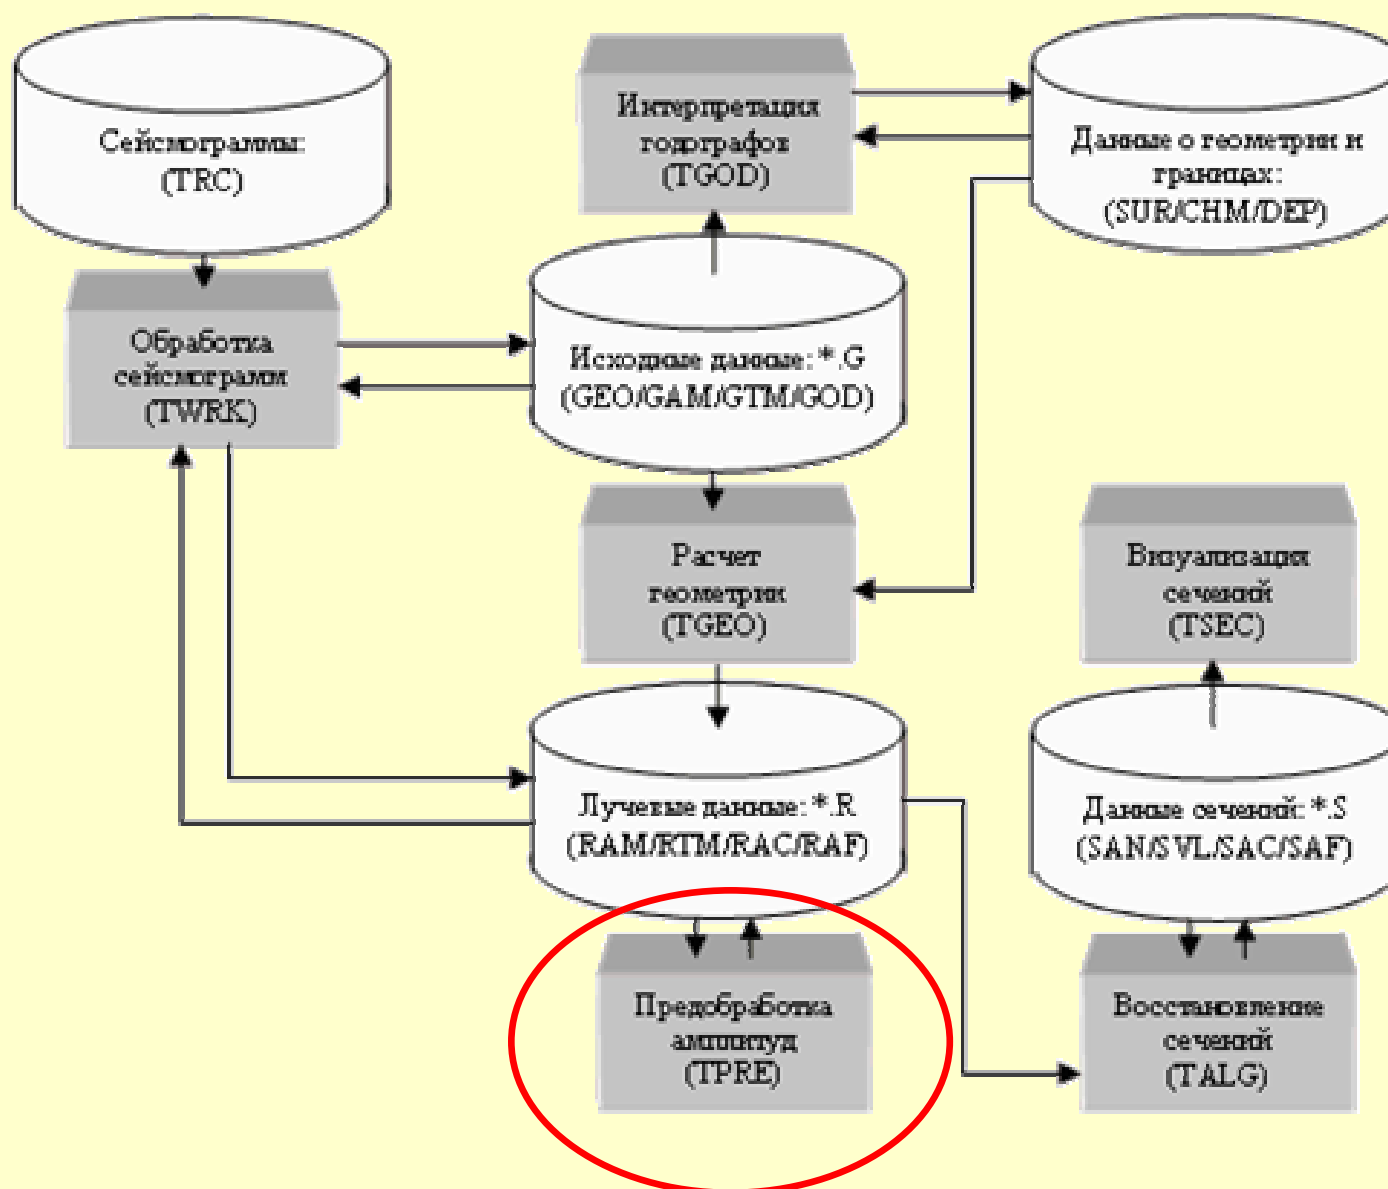 Сейсмограммы:
(TRC)
Интерпретация
годографов
(TGOD)
Данные о геометрии и
границах:
(SUR/CHM/DEP)
Обработка
сейсмограмм
(TWRK)
Исходные данные: *.G
(GEO/GAM/GTM/GOD)
Расчет
геометрии
(TGEO)
Визуализация
сечений
(TSEC)
Лучевые данные: *.R
(RAM/RTM/RAC/RAF)
Данные сечений: *.S
(SAN/SVL/SAC/SAF)
Предобработка
амплитуд
(TPRE)
Восстановление
сечений
(TALG)